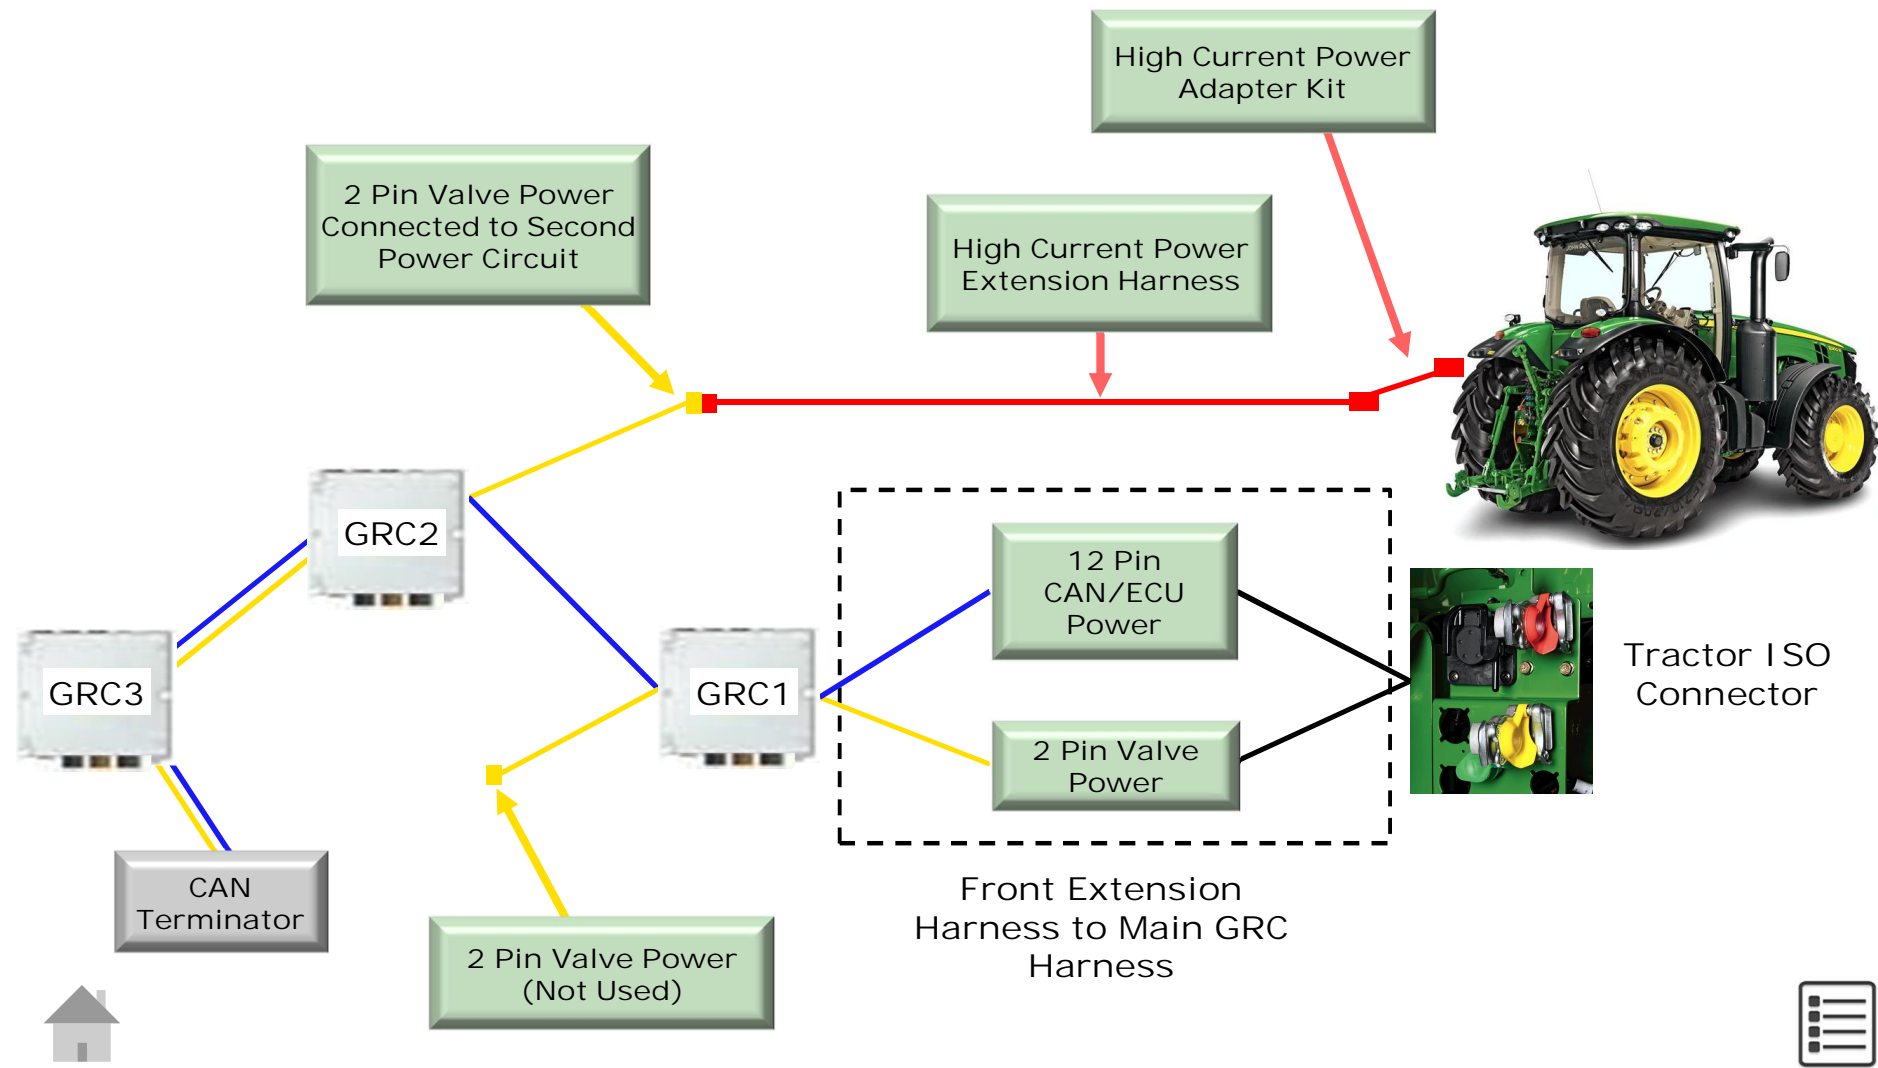 High Current Power
Adapter Kit
2 Pin Valve Power
Connected to Second
Power Circuit
High Current Power
Extension Harness
GRC2
12 Pin
CAN/ECU
Power
GRC3
GRC1
Tractor ISO
Connector
2 Pin Valve
Power
CAN
Terminator
Front Extension
Harness to Main GRC
Harness
2 Pin Valve Power
(Not Used)